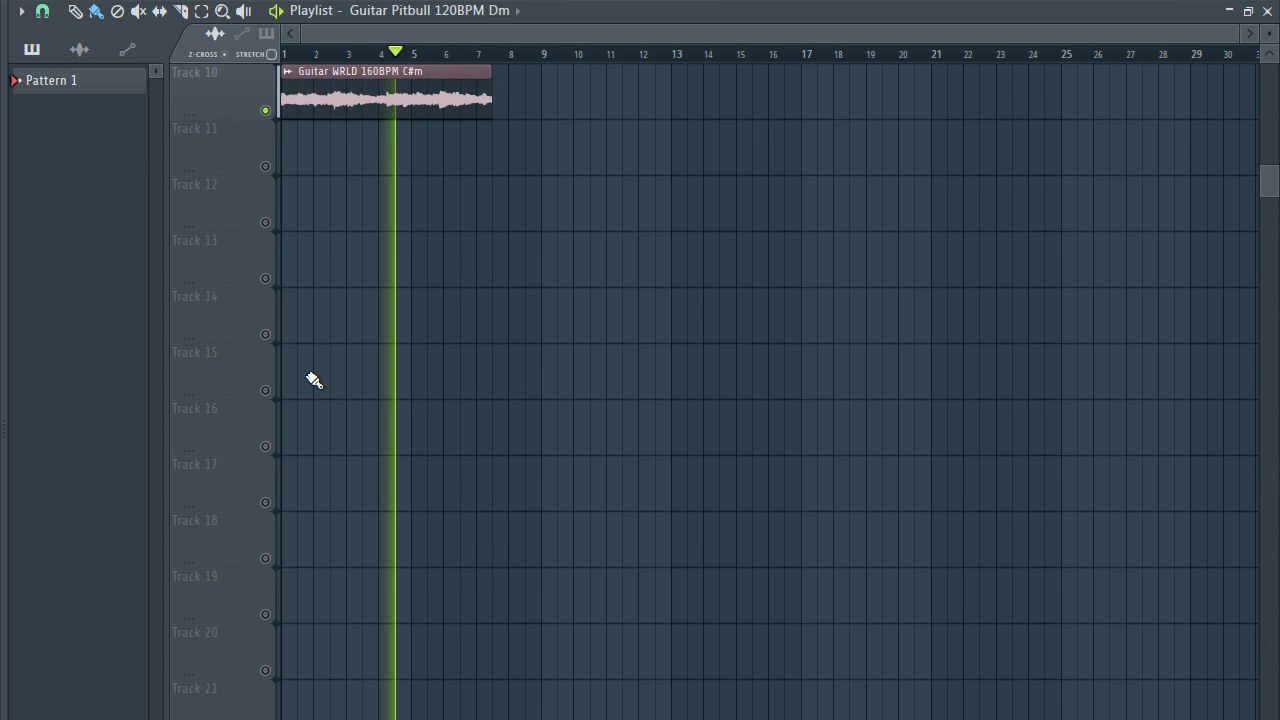 Playlist - Guitar Pitbull 120BPM Dm
Z-CROSS STRETCH
1 2 3 4 5 6 7 8 9 10 11 12 13 14 15 16 17 18 19 20 21 22 23 24 25 26 27 28 29 30
Pattern 1
Track 10
Guitar WRLD 160BPM C#m
Track 11
Track 12
Track 13
Track 14
Track 15
Track 16
Track 17
Track 18
Track 19
Track 20
Track 21